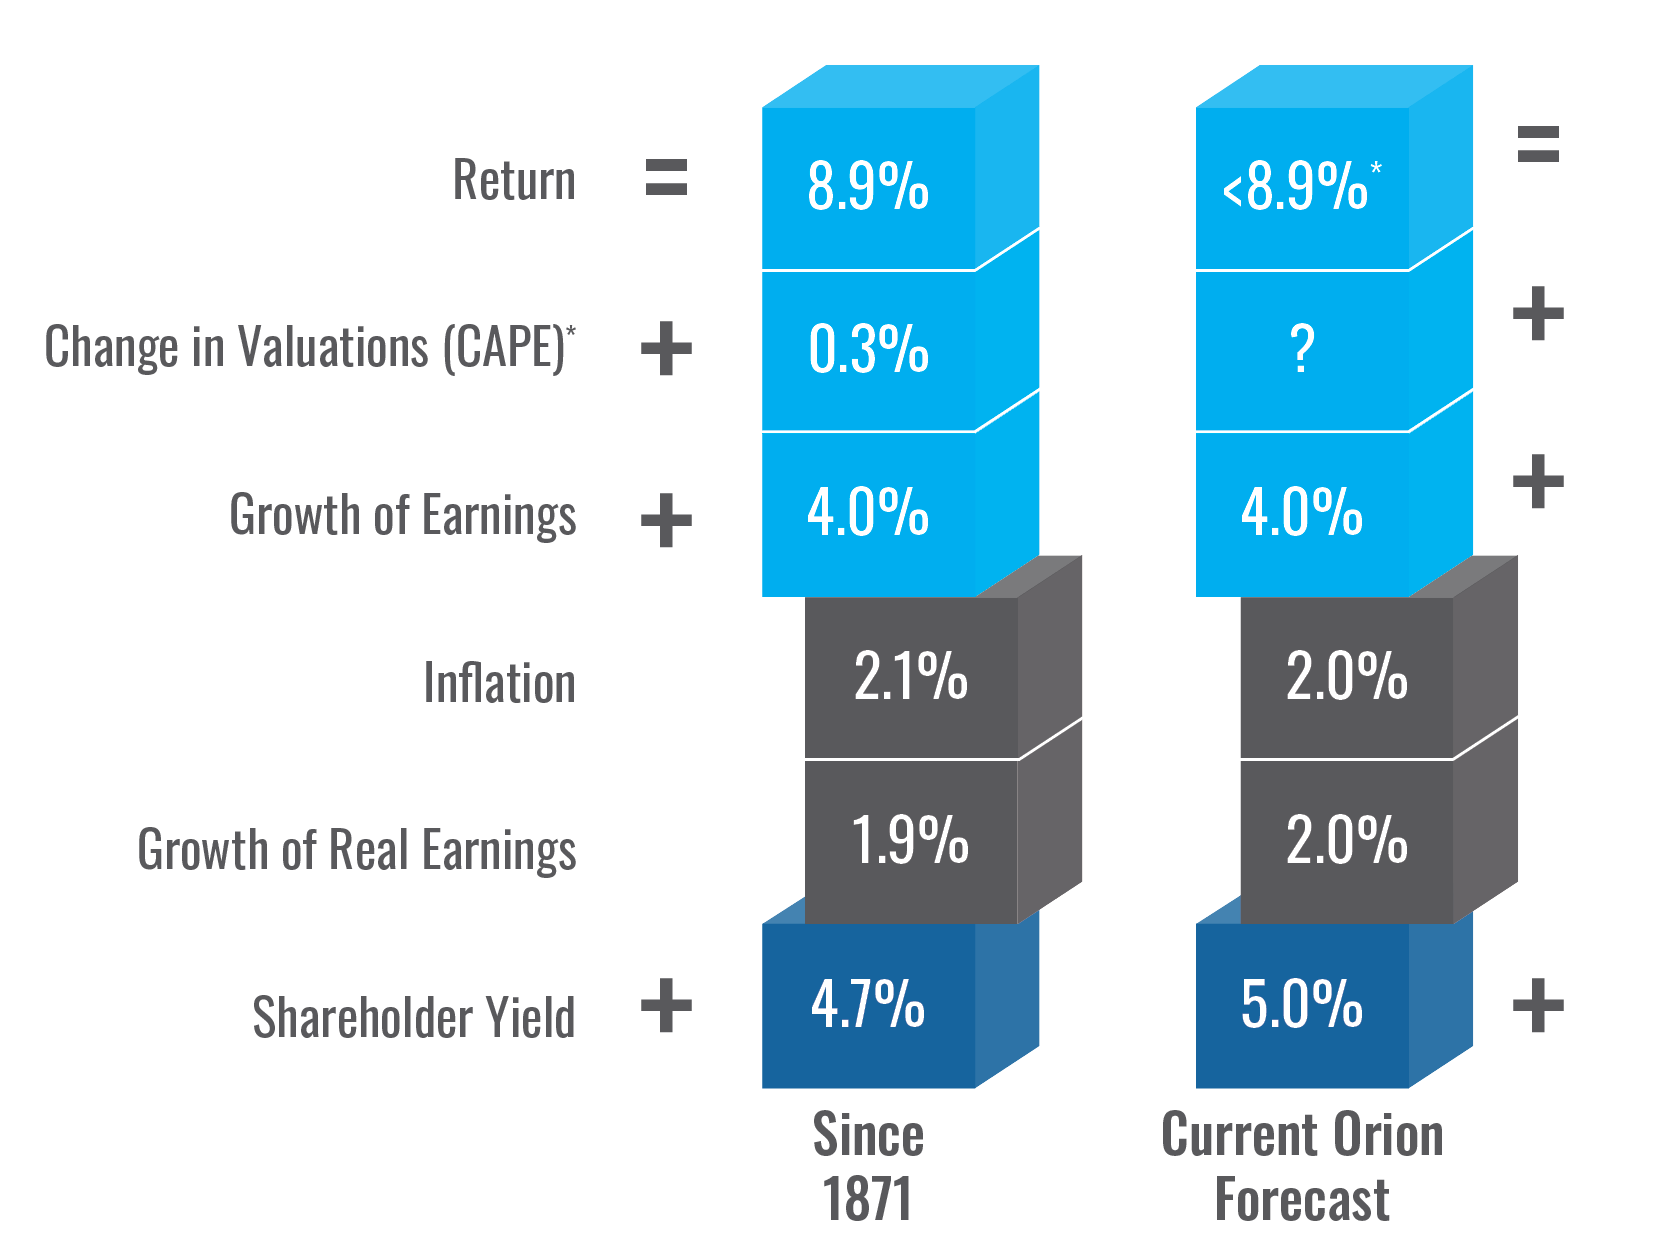 Return = 8.9% <8.9%* =
Change in Valuations (CAPE)* + 0.3% ? +
Growth of Earnings + 4.0% 4.0% +
Inflation 2.1% 2.0%
Growth of Real Earnings 1.9% 2.0%
Shareholder Yield + 4.7% 5.0% +
Since
1871
Current Orion
Forecast